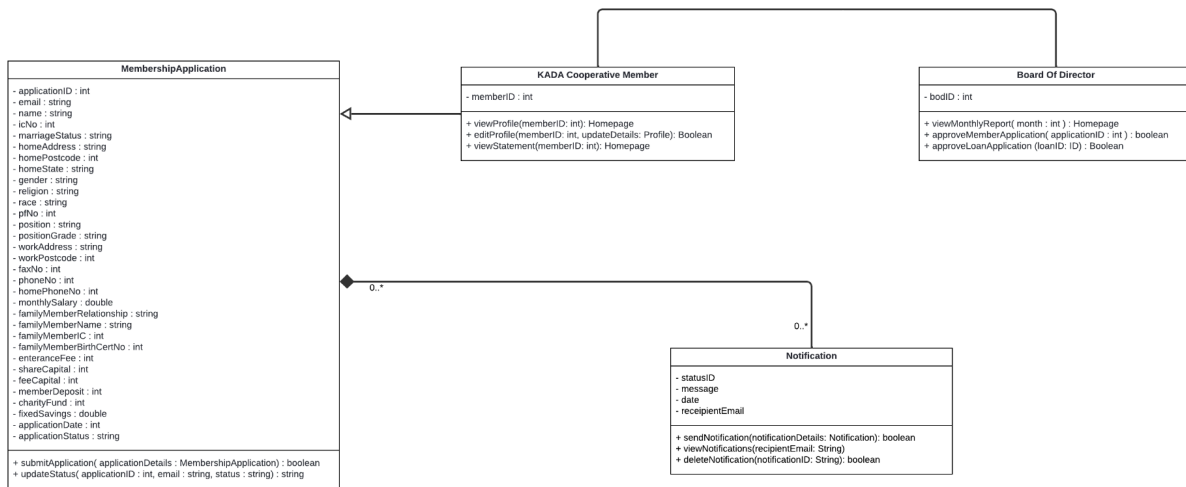 MembershipApplication
- applicationID : int
- email : string
- name : string
- icNo : int
- marriageStatus : string
- homeAddress : string
- homePostcode : int
- homeState : string
- gender : string
- religion : string
- race : string
- pfNo : int
- position : string
- positionGrade : string
- workAddress : string
- workPostcode : int
- faxNo : int
- phoneNo : int
- homePhoneNo : int
- monthlySalary : double
- familyMemberRelationship : string
- familyMemberName : string
- familyMemberIC : int
- familyMemberBirthCertNo : int
- enteranceFee : int
- shareCapital : int
- feeCapital : int
- memberDeposit : int
- charityFund : int
- fixedSavings : double
- applicationDate : int
- applicationStatus : string
+ submitApplication( applicationDetails : MembershipApplication) : boolean
+ updateStatus( applicationID : int, email : string, status : string) : string
KADA Cooperative Member
- memberID : int
+ viewProfile(memberID: int): Homepage
+ editProfile(memberID: int, updateDetails: Profile): Boolean
+ viewStatement(memberID: int): Homepage
Board Of Director
- bodID : int
+ viewMonthlyReport( month : int ) : Homepage
+ approveMemberApplication( applicationID : int ) : boolean
+ approveLoanApplication (loanID: ID) : Boolean
0..*
0..*
Notification
- statusID
- message
- date
- receipientEmail
+ sendNotification(notificationDetails: Notification): boolean
+ viewNotifications(recipientEmail: String)
+ deleteNotification(notificationID: String): boolean